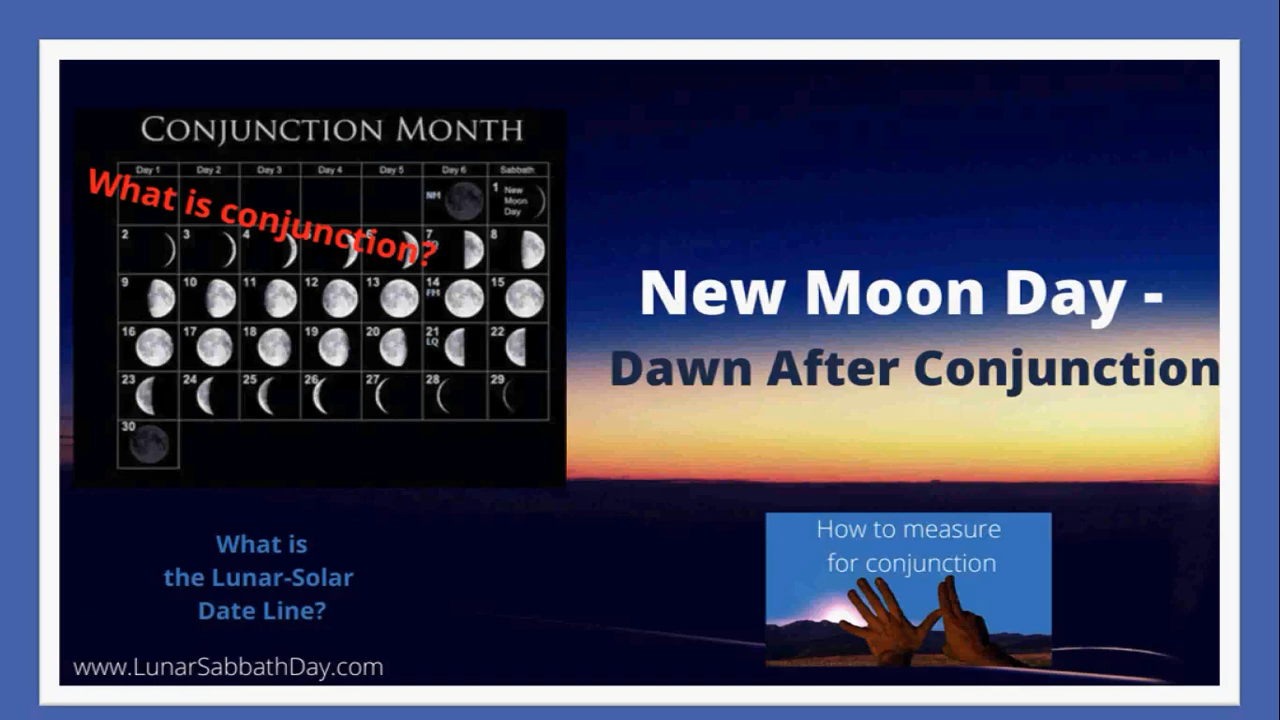 CONJUNCTION MONTH
Day 1 Day 2 Day 3 Day 4 Day 5 Day 6 Sabbath
NM 1 New
Moon
Day
What is conjunction?
2 3 4 6 7 8
9 10 11 12 13 14 15
FM
16 17 18 19 20 21 22
LQ
23 24 25 26 27 28 29
30
New Moon Day -
Dawn After Conjunction
What is
the Lunar-Solar
Date Line?
How to measure
for conjunction
www.LunarSabbathDay.com